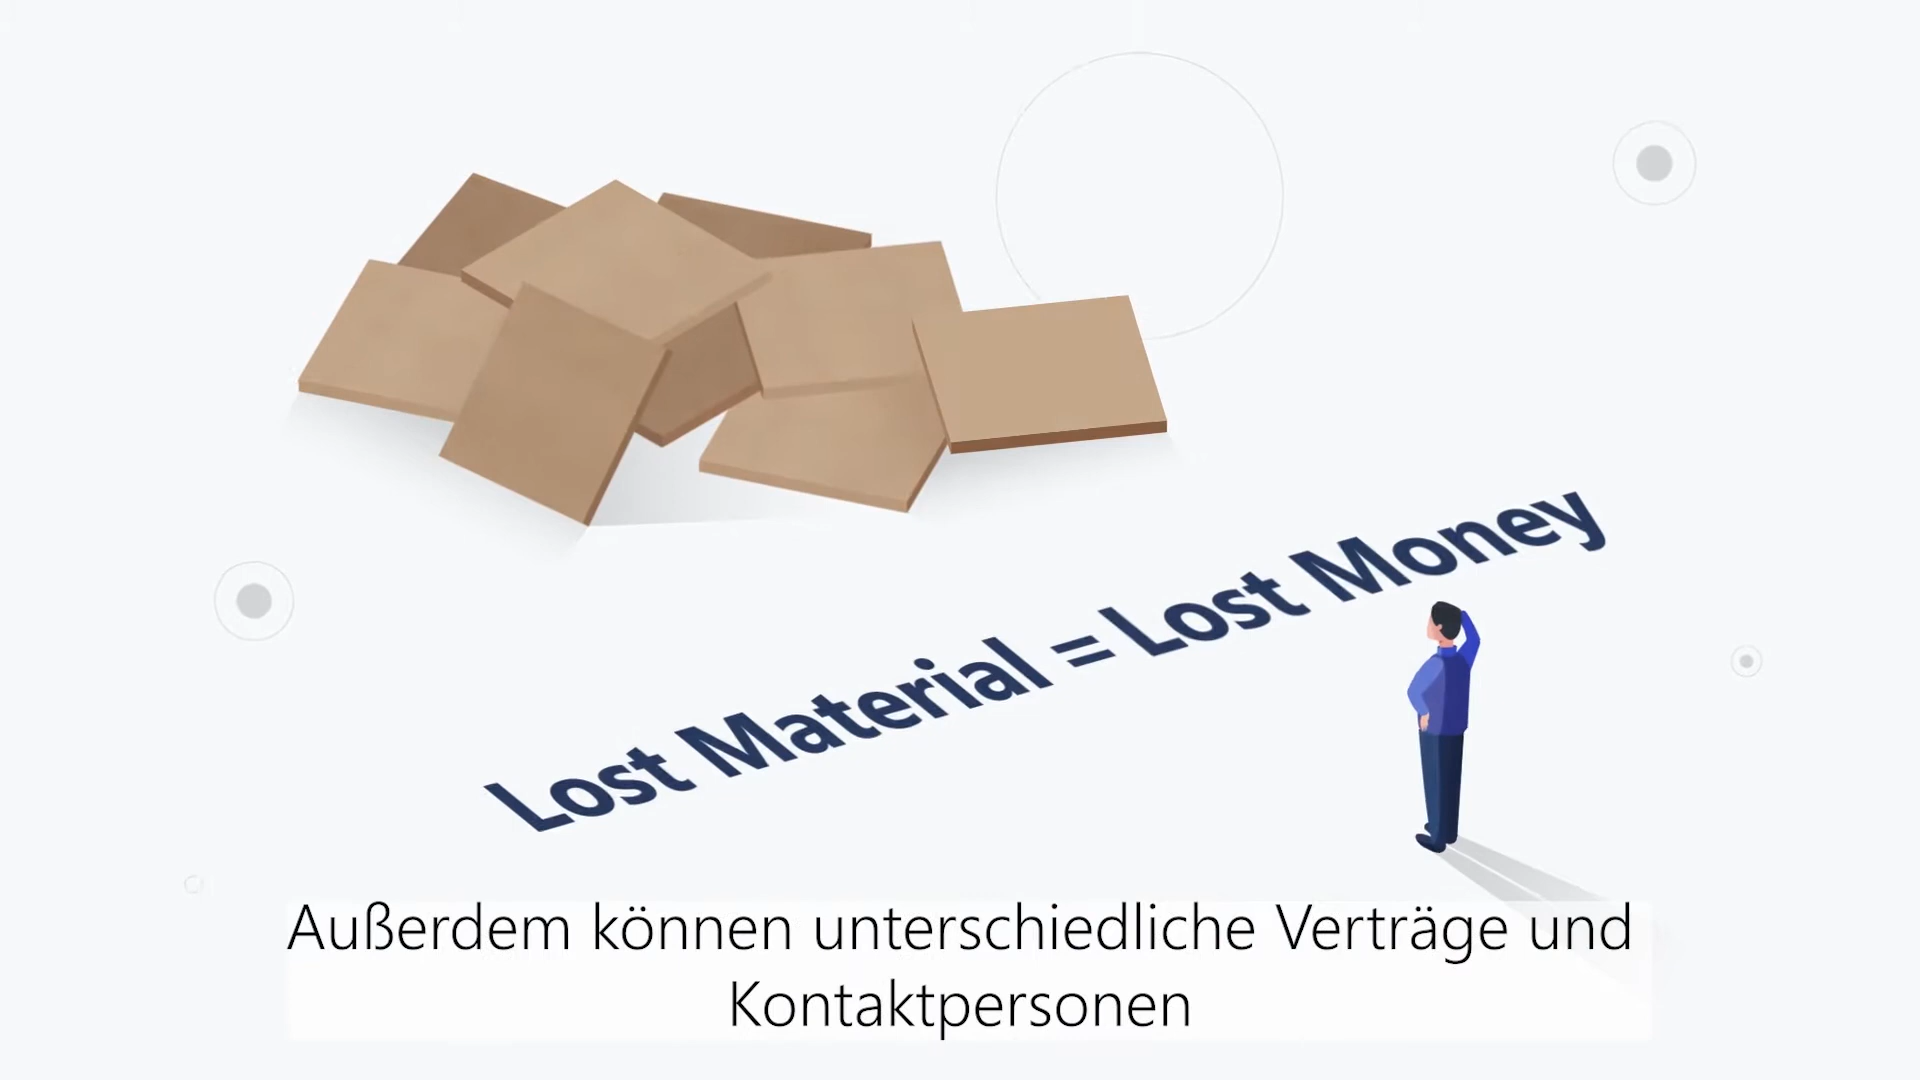 Lost Material = Lost Money
Außerdem können unterschiedliche Verträge und
Kontaktpersonen